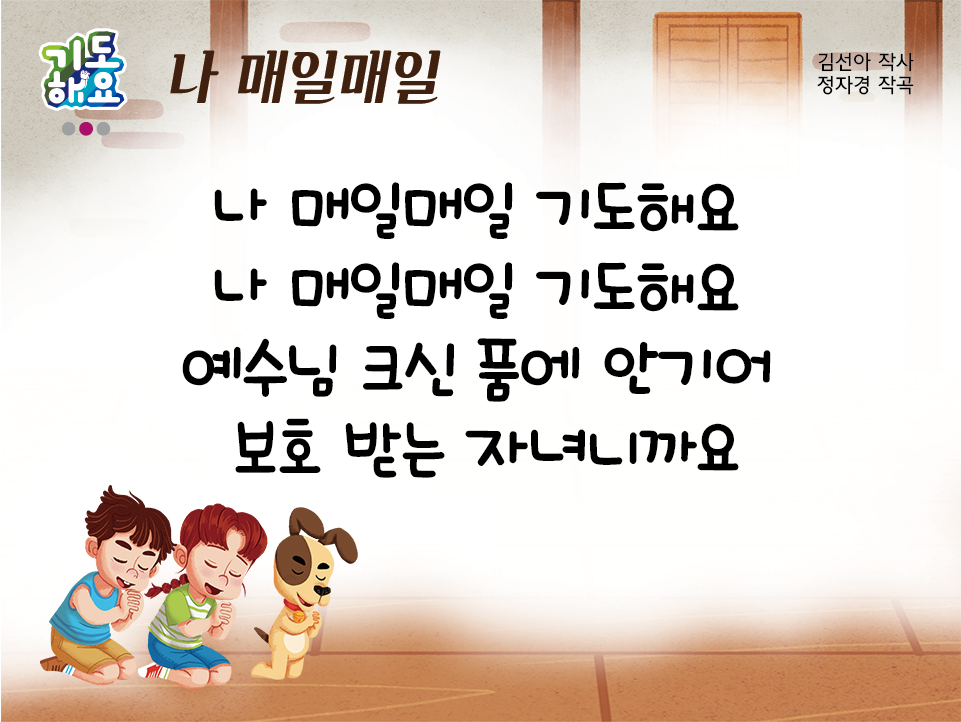 기도
해요
나 매일매일
김선아 작사
정자경 작곡
나 매일매일 기도해요
나 매일매일 기도해요
예수님 크신 품에 안기어
보호 받는 자녀니까요